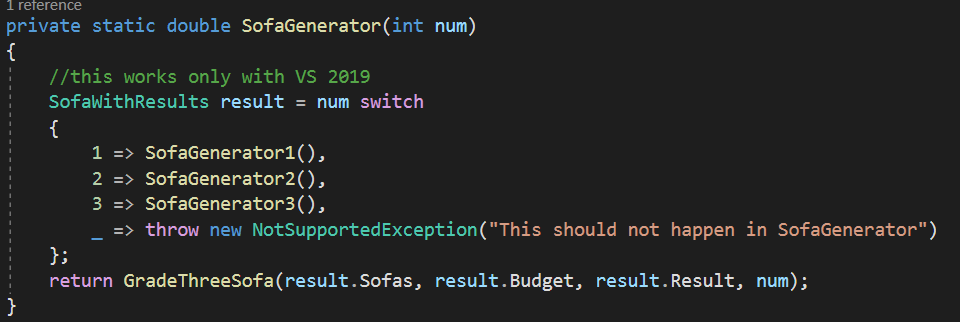 1 reference
private static double SofaGenerator(int num)
{
//this works only with VS 2019
SofaWithResults result = num switch
{
1 => SofaGenerator1(),
2 => SofaGenerator2(),
3 => SofaGenerator3(),
_ => throw new NotSupportedException("This should not happen in SofaGenerator")
};
return GradeThreeSofa(result.Sofas, result.Budget, result.Result, num);
}